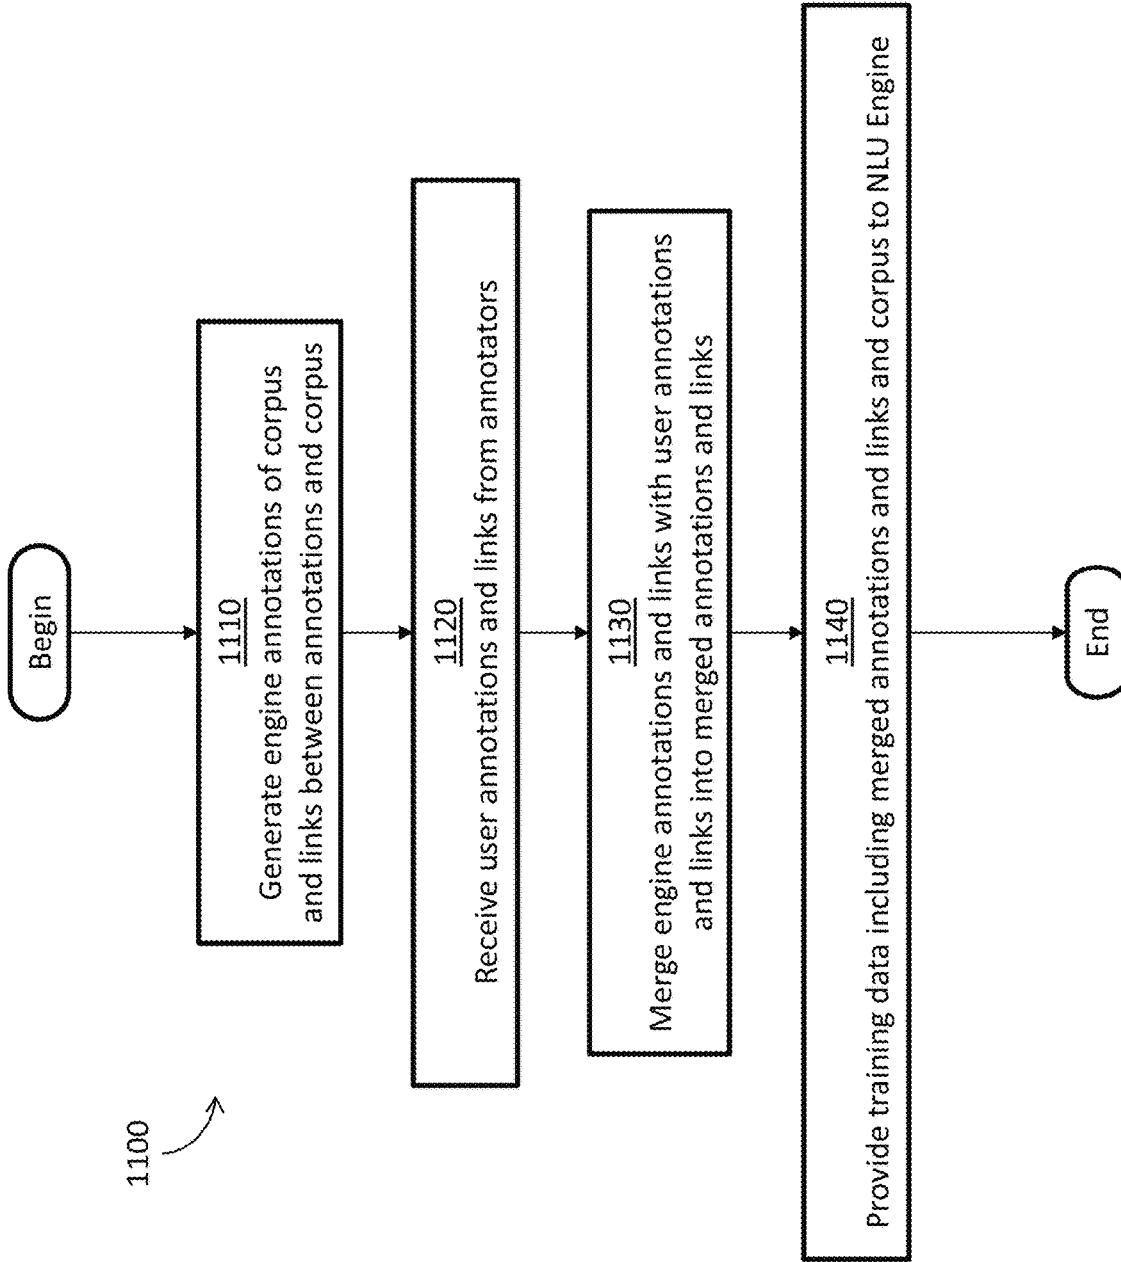 1100
Begin
1110
Generate engine annotations of corpus
and links between annotations and corpus
1120
Receive user annotations and links from annotators
1130
Merge engine annotations and links with user annotations
and links into merged annotations and links
1140
Provide training data including merged annotations and links and corpus to NLU Engine
End